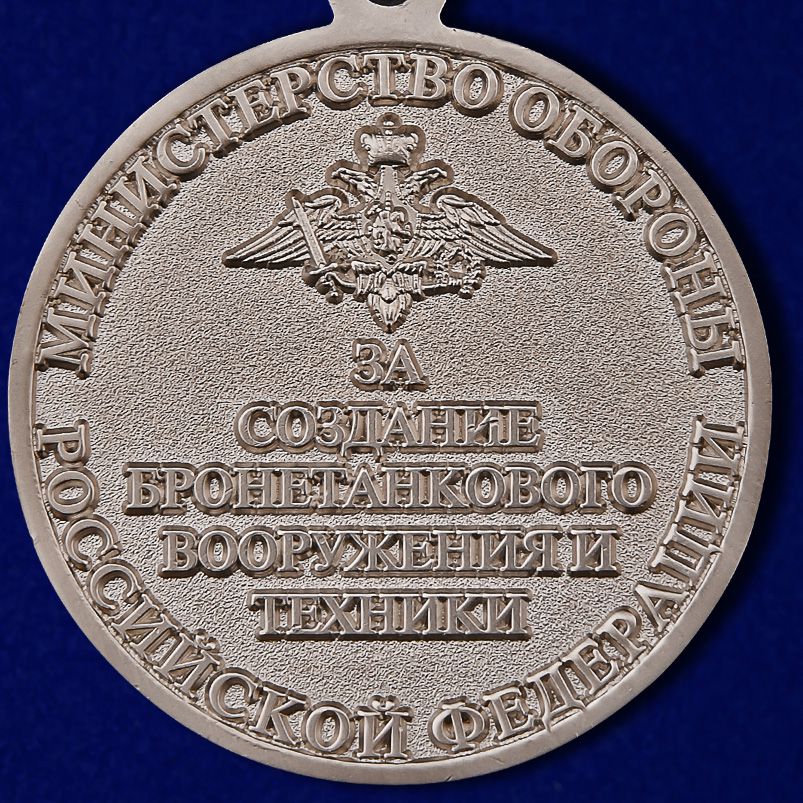 МИНИСТЕРСТВО ОБОРОНЫ
ЗА
СОЗДАНИЕ
БРОНЕТАНКОВОГО
ВООРУЖЕНИЯ И
ТЕХНИКИ
РОССИЙСКОЙ ФЕДЕРАЦИИ